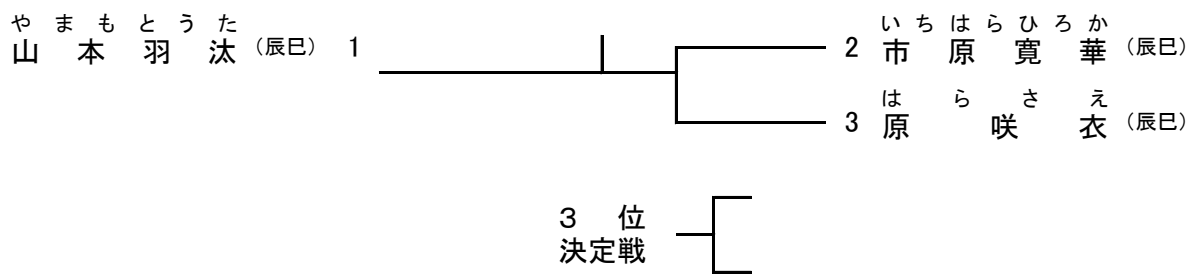 や ま も と う た
山 本 羽 汰 (辰巳) 1
い ち は ら ひ ろ か
2 市 原 寛 華 (辰巳)
は ら さ え
3 原 咲 衣 (辰巳)
３ 位
決定戦